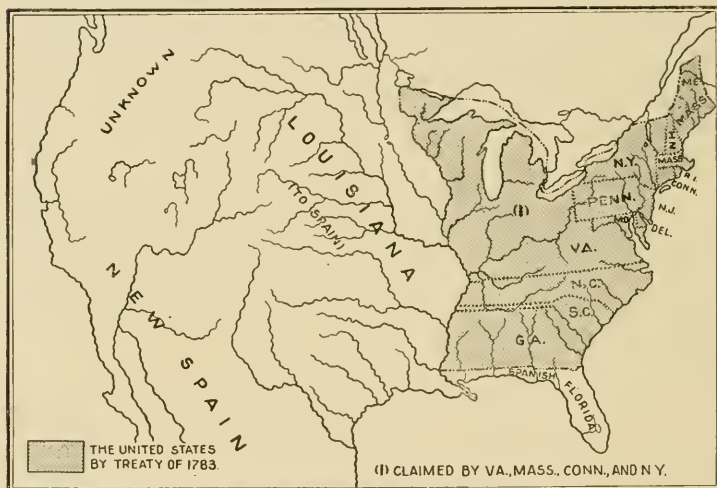 UNKNOWN
LOUISIANA
(TO SPAIN)
NEW SPAIN
ME.
MASS.
N.H.
N.Y.
MASS.
R.I.
CONN.
PENN.
N.J.
MD.
DEL.
(1)
VA.
N.C.
S.C.
GA.
SPANISH
FLORIDA
THE UNITED STATES
BY TREATY OF 1783.
(1) CLAIMED BY VA., MASS., CONN., AND N Y.